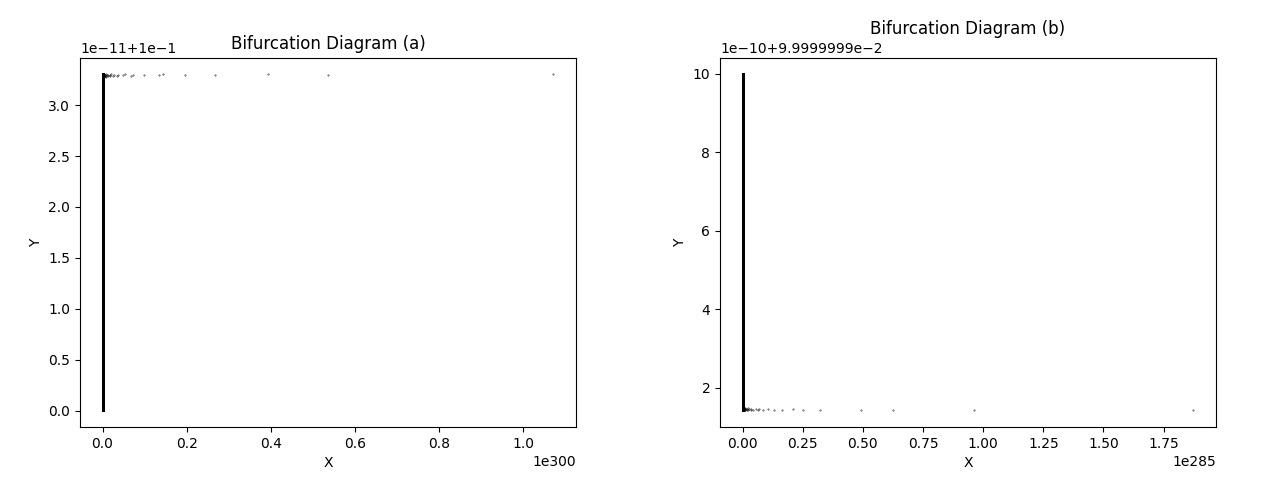 Bifurcation Diagram (a)
1e−11+1e−1
3.0
2.5
2.0
1.5
1.0
0.5
0.0
Y
0.0 0.2 0.4 0.6 0.8 1.0
1e300
X
Bifurcation Diagram (b)
1e−10+9.9999999e−2
10
8
6
4
2
Y
0.00 0.25 0.50 0.75 1.00 1.25 1.50 1.75
1e285
X